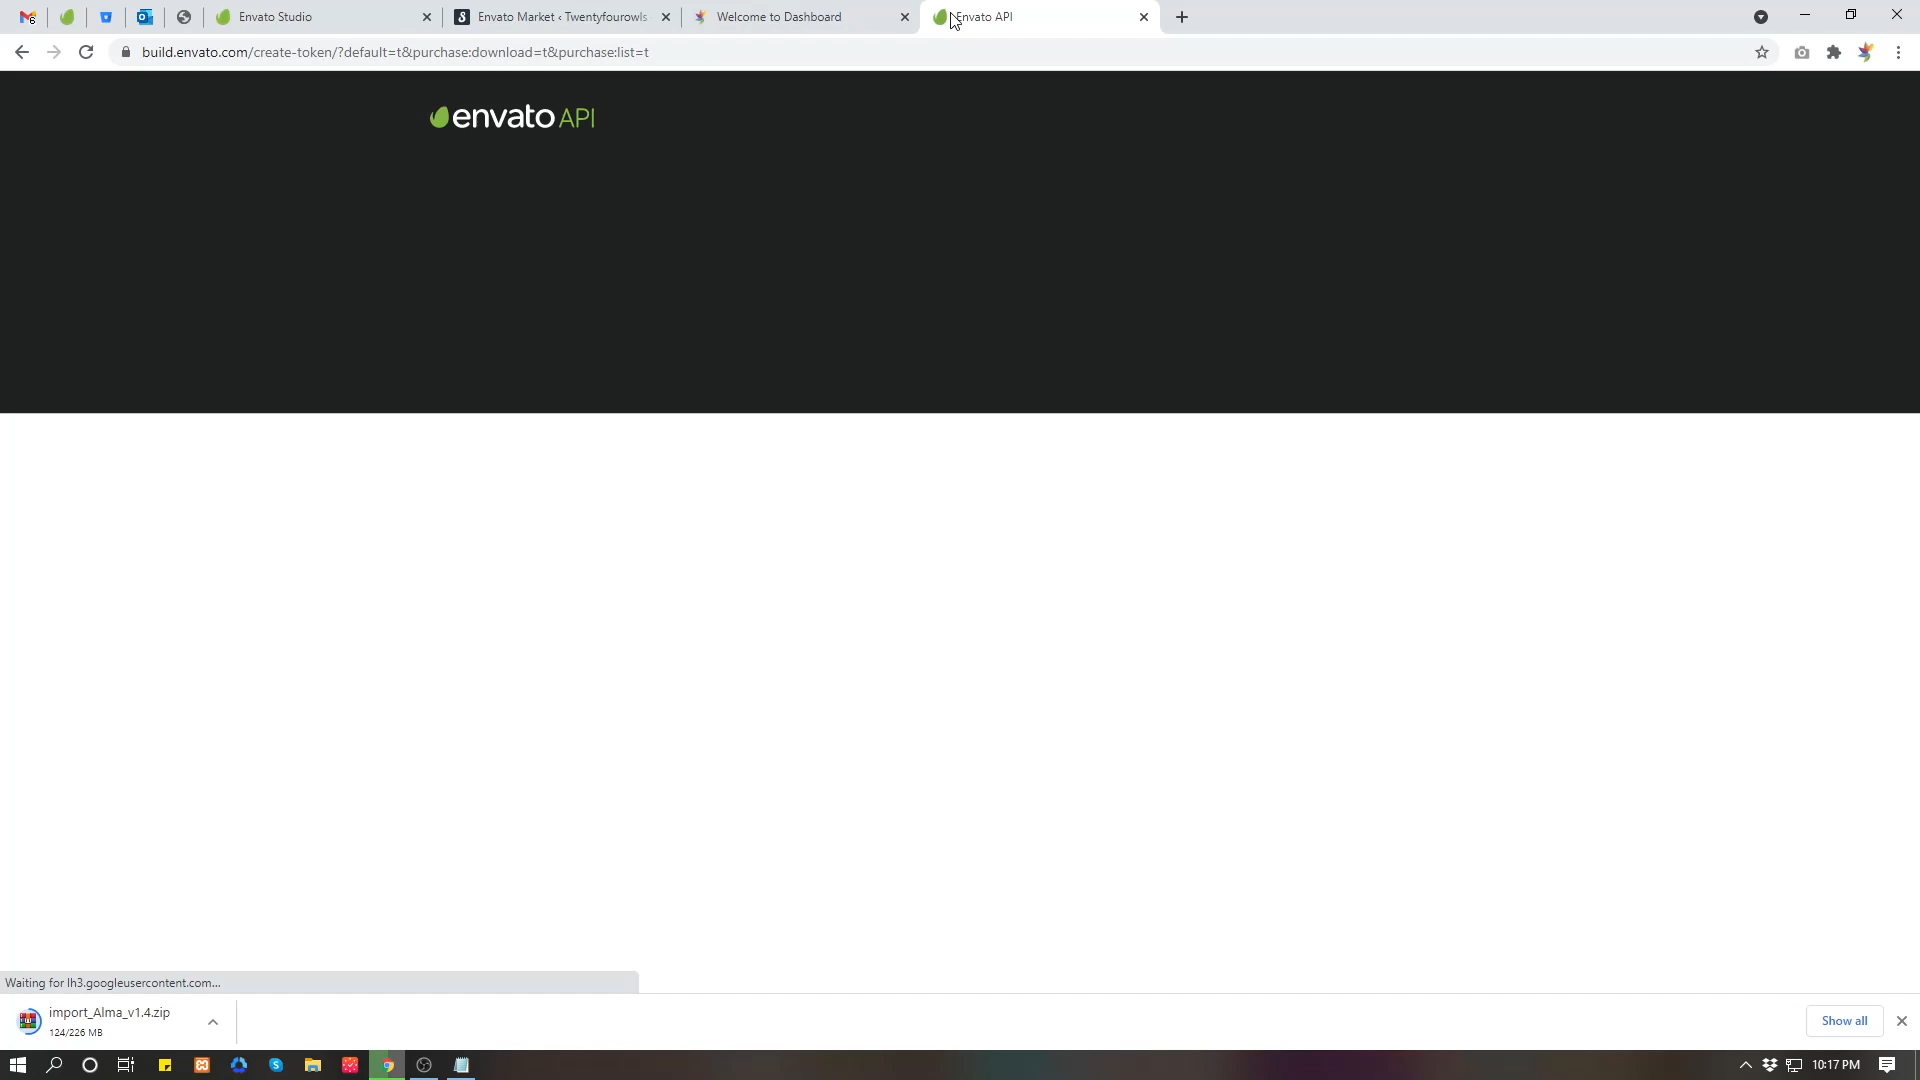 Envato Studio
Envato Market ‹ Twentyfourowls
Welcome to Dashboard
Envato API
build.envato.com/create-token/?default=t&purchase:download=t&purchase:list=t
envato API
Waiting for lh3.googleusercontent.com...
import_Alma_v1.4.zip
124/226 MB
Show all
10:17 PM